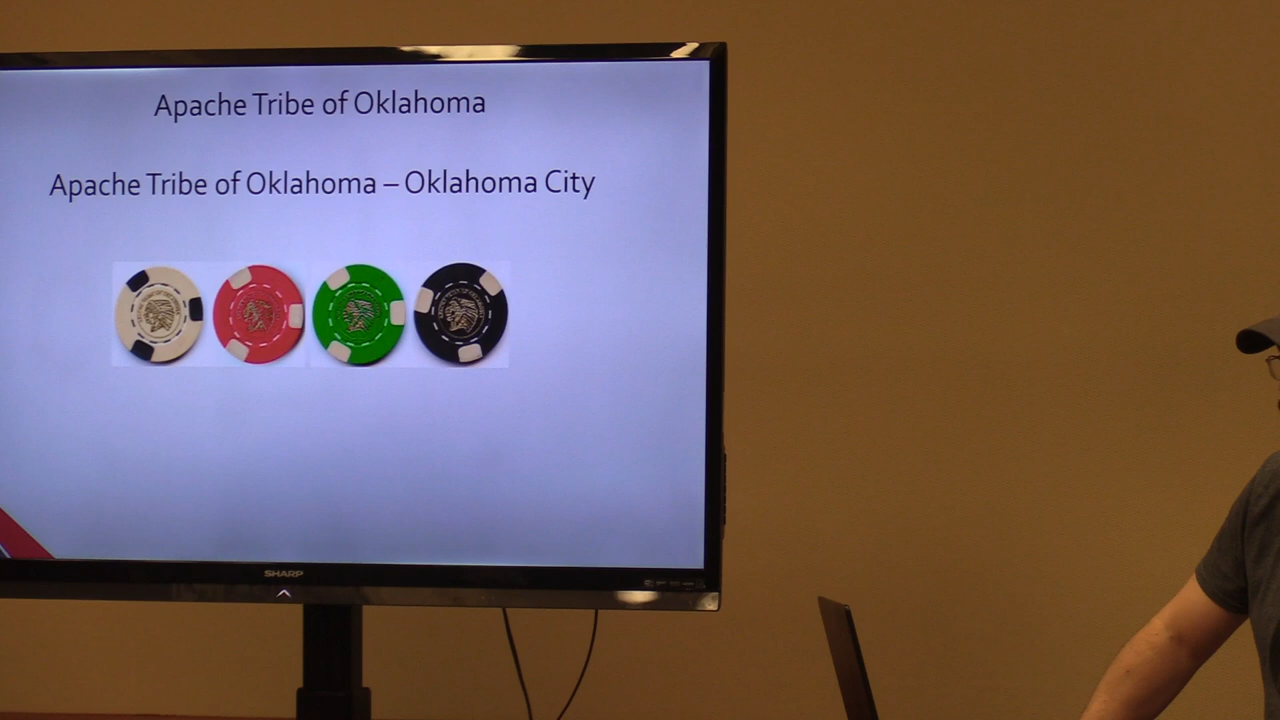 Apache Tribe of Oklahoma
Apache Tribe of Oklahoma – Oklahoma City
SHARP